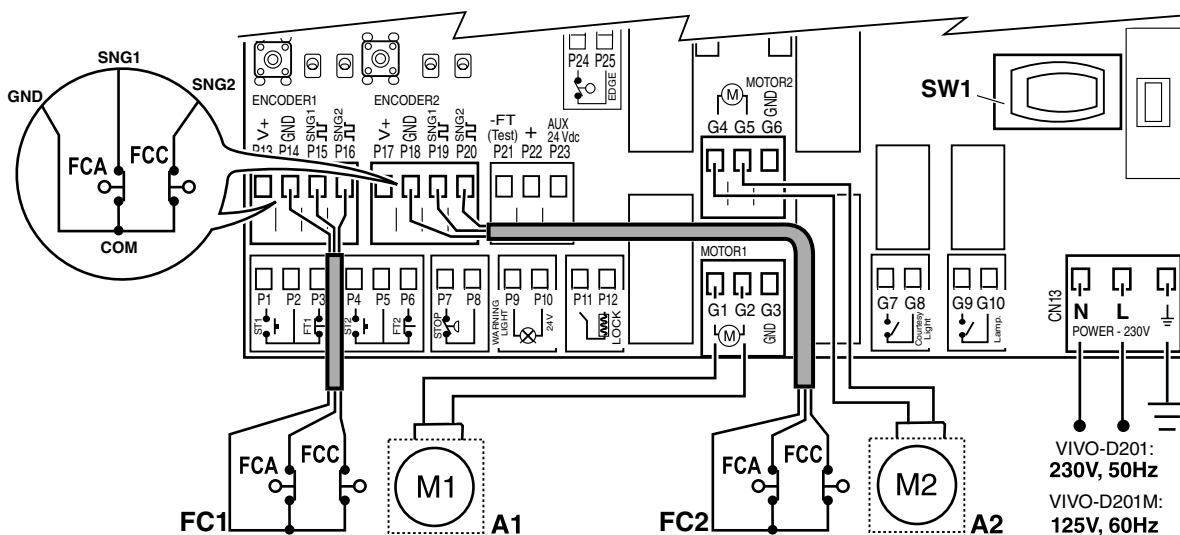 SNG1
SNG2
GND
FCA
FCC
COM
P24 P25
EDGE
MOTOR2
M
GND
G4 G5 G6
SW1
ENCODER1
V+
GND
SNG1
SNG2
P13 P14 P15 P16
ENCODER2
V+
GND
SNG1
SNG2
P17 P18 P19 P20
-FT
(Test)
+
AUX
24 Vdc
P21 P22 P23
MOTOR1
G1 G2 G3
M
GND
P1 P2 P3 P4 P5 P6
ST1
FT1
ST2
FT2
P7 P8
STOP
P9 P10
WARNING
LIGHT
24V
P11 P12
LOCK
G7 G8
Courtesy
Light
G9 G10
Lamp.
CN13
N L
POWER - 230V
FCA
FCC
FC1
M1
A1
FCA
FCC
FC2
M2
A2
VIVO-D201:
230V, 50Hz
VIVO-D201M:
125V, 60Hz